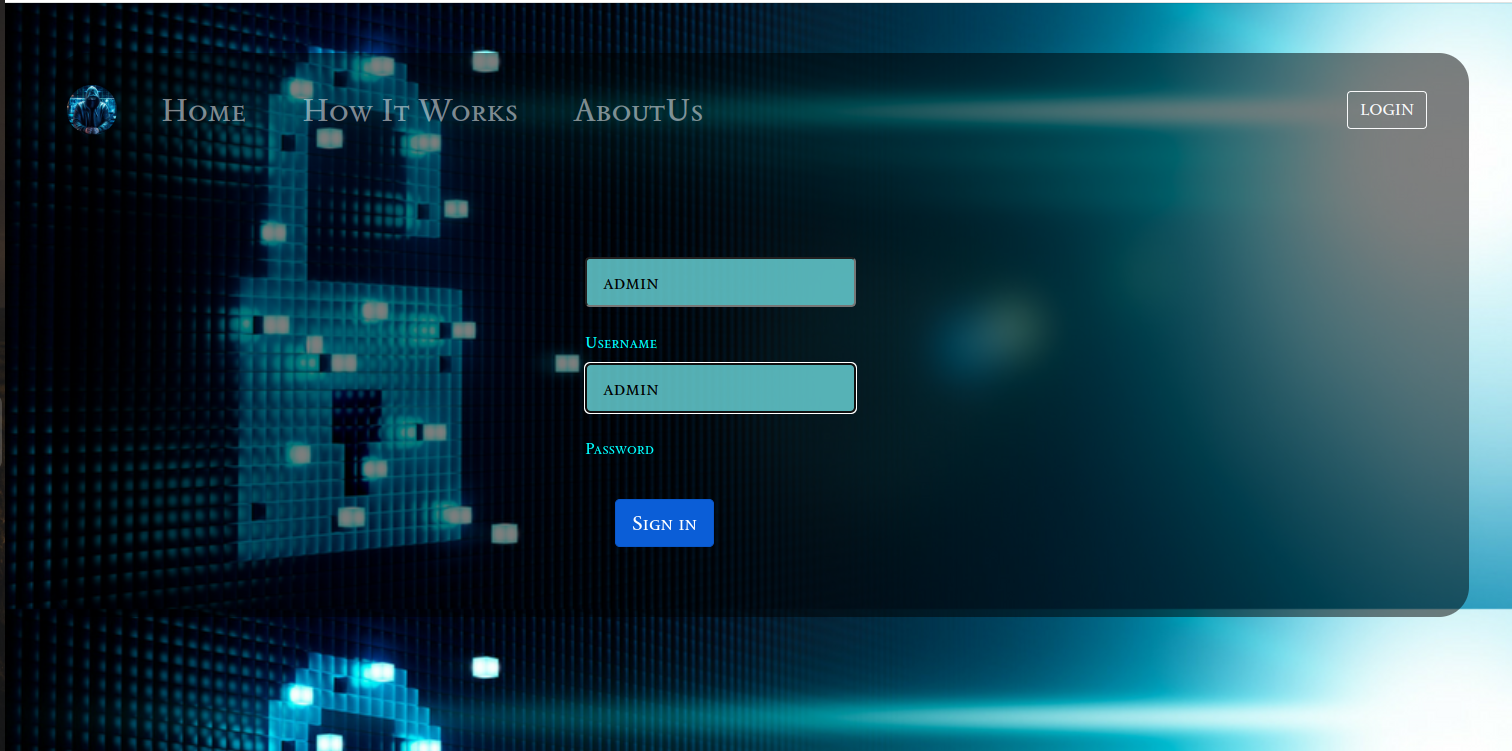 Home How It Works AboutUs LOGIN
admin
Username
admin
Password
Sign in